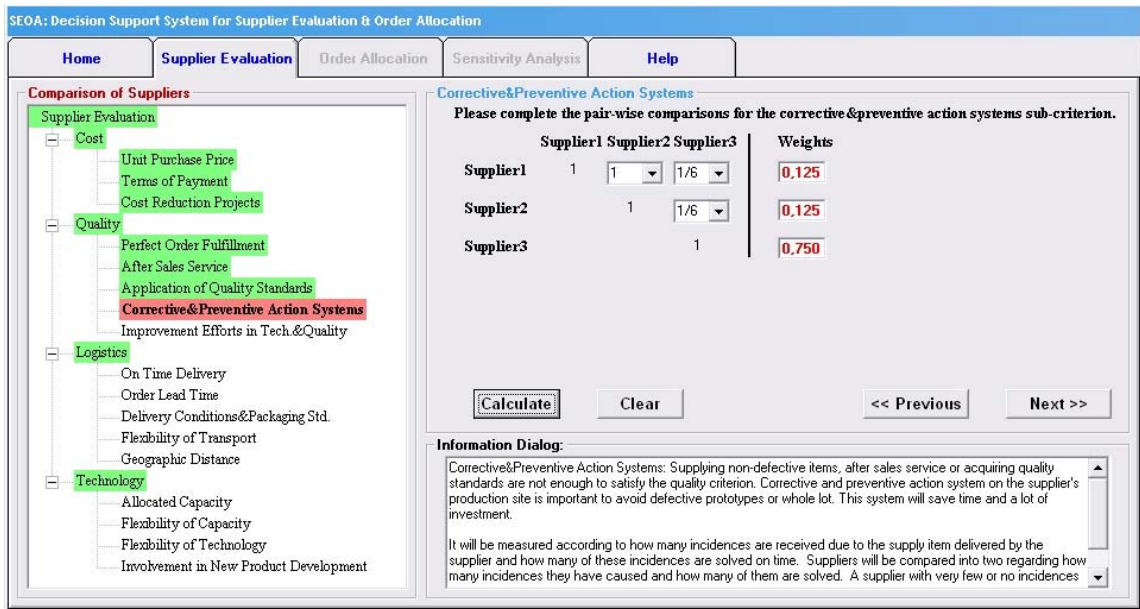 SEOA: Decision Support System for Supplier Evaluation & Order Allocation
Home Supplier Evaluation Order Allocation Sensitivity Analysis Help
Comparison of Suppliers
Supplier Evaluation
Cost
Unit Purchase Price
Terms of Payment
Cost Reduction Projects
Quality
Perfect Order Fulfillment
After Sales Service
Application of Quality Standards
Corrective&Preventive Action Systems
Improvement Efforts in Tech.&Quality
Logistics
On Time Delivery
Order Lead Time
Delivery Conditions&Packaging Std.
Flexibility of Transport
Geographic Distance
Technology
Allocated Capacity
Flexibility of Capacity
Flexibility of Technology
Involvement in New Product Development
Corrective&Preventive Action Systems
Please complete the pair-wise comparisons for the corrective&preventive action systems sub-criterion.
Supplier1 Supplier2 Supplier3 Weights
Supplier1 1 1 1/6 0,125
Supplier2 1 1/6 0,125
Supplier3 1 0,750
Calculate Clear << Previous Next >>
Information Dialog:
Corrective&Preventive Action Systems: Supplying non-defective items, after sales service or acquiring quality
standards are not enough to satisfy the quality criterion. Corrective and preventive action system on the supplier's
production site is important to avoid defective prototypes or whole lot. This system will save time and a lot of
investment.
It will be measured according to how many incidences are received due to the supply item delivered by the
supplier and how many of these incidences are solved on time. Suppliers will be compared into two regarding how
many incidences they have caused and how many of them are solved. A supplier with very few or no incidences